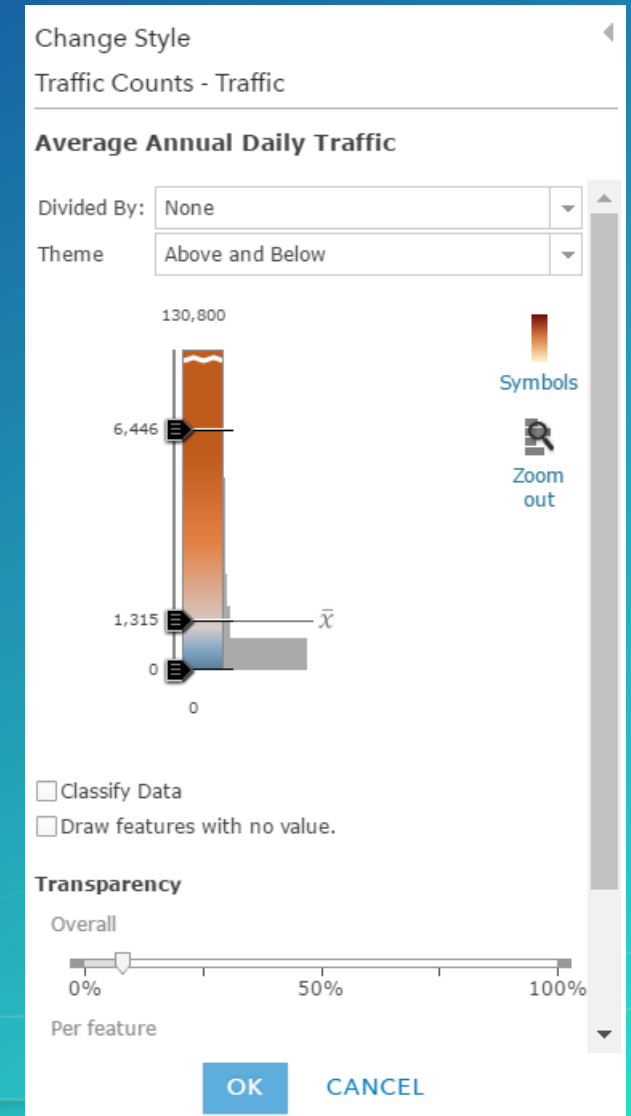 Change Style
Traffic Counts - Traffic
Average Annual Daily Traffic
Divided By: None
Theme Above and Below
130,800
Symbols
6,446
Zoom
out
1,315 x̄
0
0
Classify Data
Draw features with no value.
Transparency
Overall
0% 50% 100%
Per feature
OK CANCEL